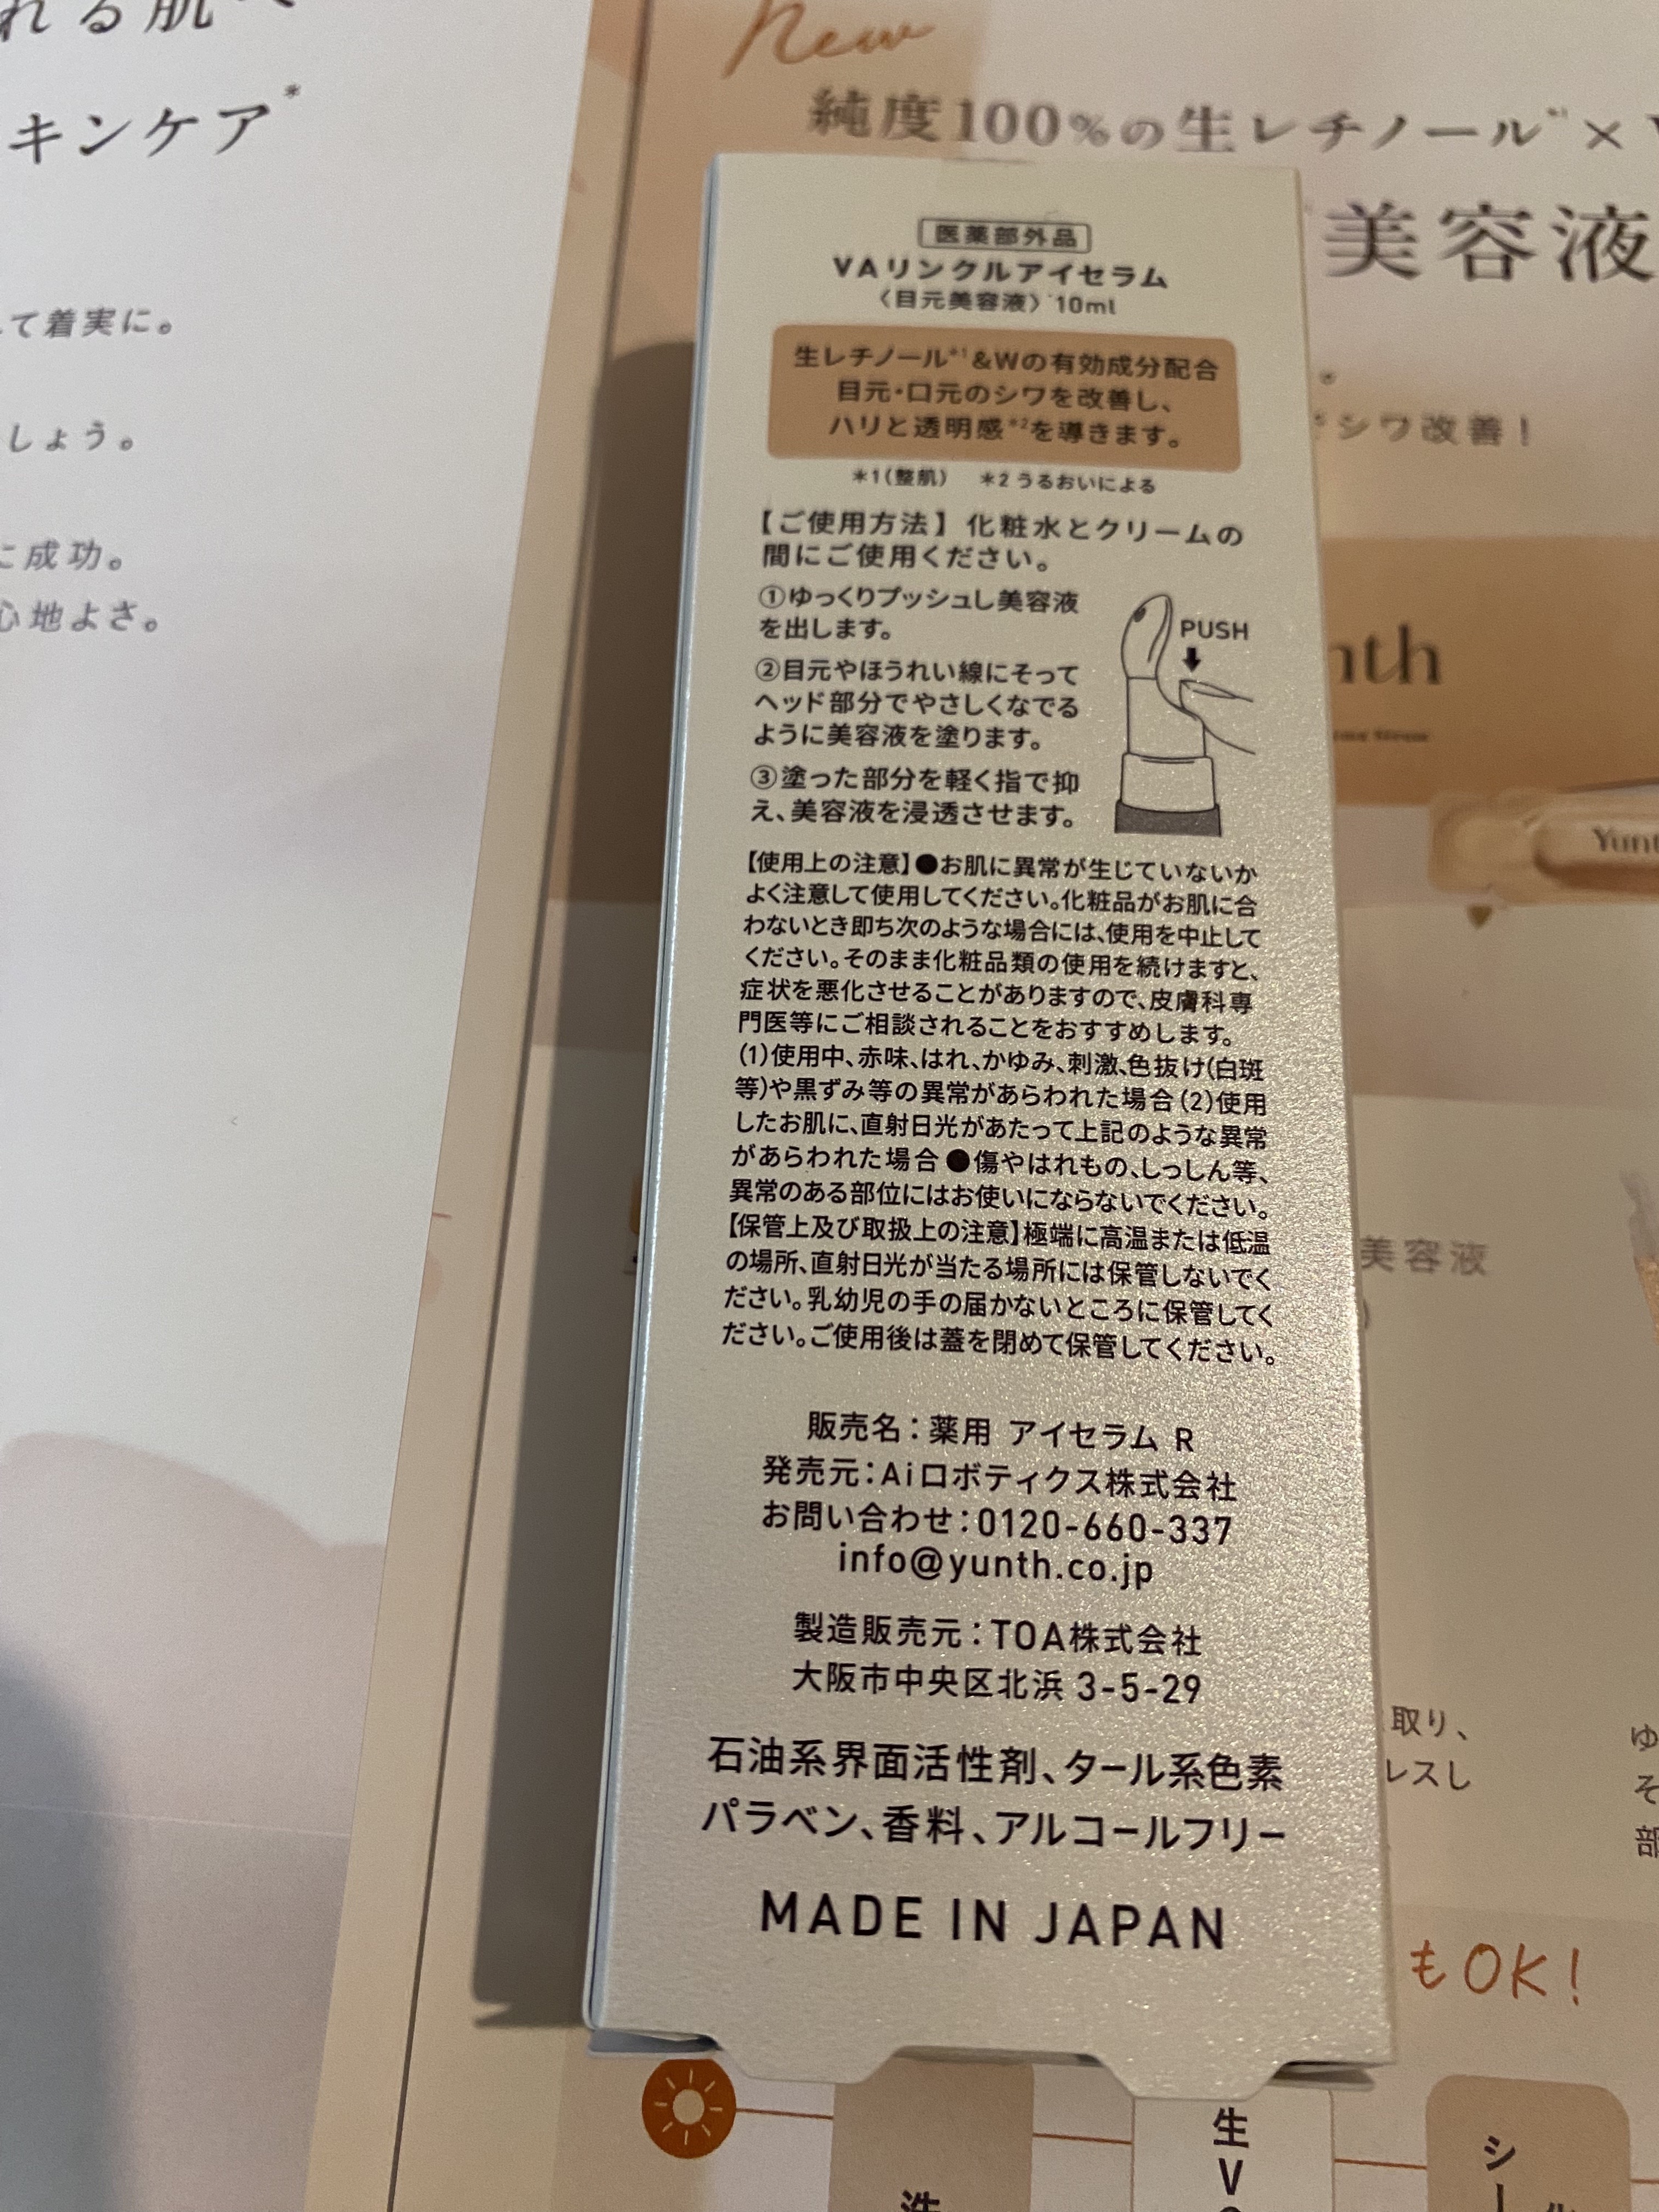 れる肌へ
キンケア*
て着実に。
しょう。
に成功。
心地よさ。
New
純度100%の生レチノール*1×
美容液
でシワ改善！
nth
Yunt
美容液
取り、
レスし
ゆ
そ
部
もOK!
医薬部外品
VAリンクルアイセラム
〈目元美容液〉10ml
生レチノール*1&Wの有効成分配合
目元・口元のシワを改善し、
ハリと透明感*2を導きます。
*1(整肌) *2 うるおいによる
【ご使用方法】化粧水とクリームの
間にご使用ください。
①ゆっくりプッシュし美容液
を出します。
②目元やほうれい線にそって
ヘッド部分でやさしくなでる
ように美容液を塗ります。
③塗った部分を軽く指で抑
え、美容液を浸透させます。
PUSH
【使用上の注意】●お肌に異常が生じていないか
よく注意して使用してください。化粧品がお肌に合
わないとき即ち次のような場合には、使用を中止して
ください。そのまま化粧品類の使用を続けますと、
症状を悪化させることがありますので、皮膚科専
門医等にご相談されることをおすすめします。
(1)使用中、赤味、はれ、かゆみ、刺激、色抜け(白斑
等)や黒ずみ等の異常があらわれた場合(2)使用
したお肌に、直射日光があたって上記のような異常
があらわれた場合●傷やはれもの、しっしん等、
異常のある部位にはお使いにならないでください。
【保管上及び取扱上の注意】極端に高温または低温
の場所、直射日光が当たる場所には保管しないでく
ださい。乳幼児の手の届かないところに保管してく
ださい。ご使用後は蓋を閉めて保管してください。
販売名：薬用 アイセラム R
発売元：Aiロボティクス株式会社
お問い合わせ：0120-660-337
info@yunth.co.jp
製造販売元：TOA株式会社
大阪市中央区北浜 3-5-29
石油系界面活性剤、タール系色素
パラベン、香料、アルコールフリー
MADE IN JAPAN
洗
生V
シー